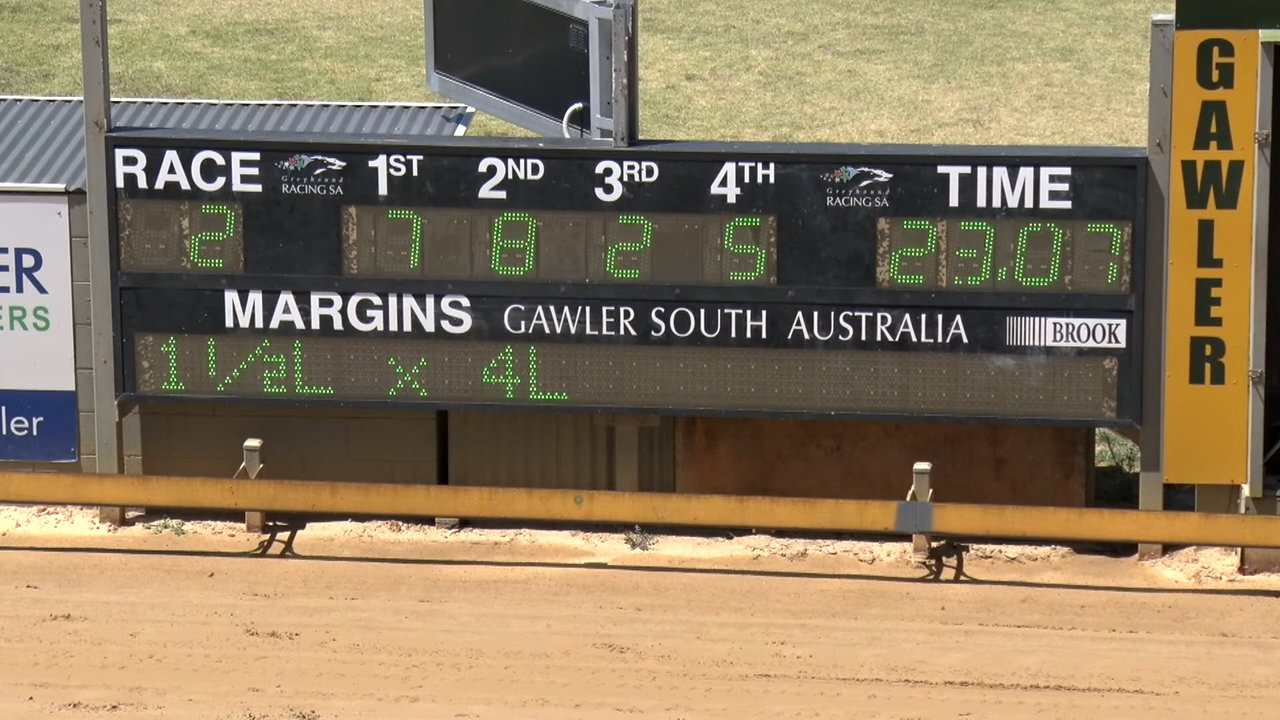 RACE Greyhound RACING SA 1ST 2ND 3RD 4TH Greyhound RACING SA TIME
2 7 8 2 5 23.07
MARGINS GAWLER SOUTH AUSTRALIA BROOK
1 1/2L x 4L
GAWLER
ER
ERS
ler